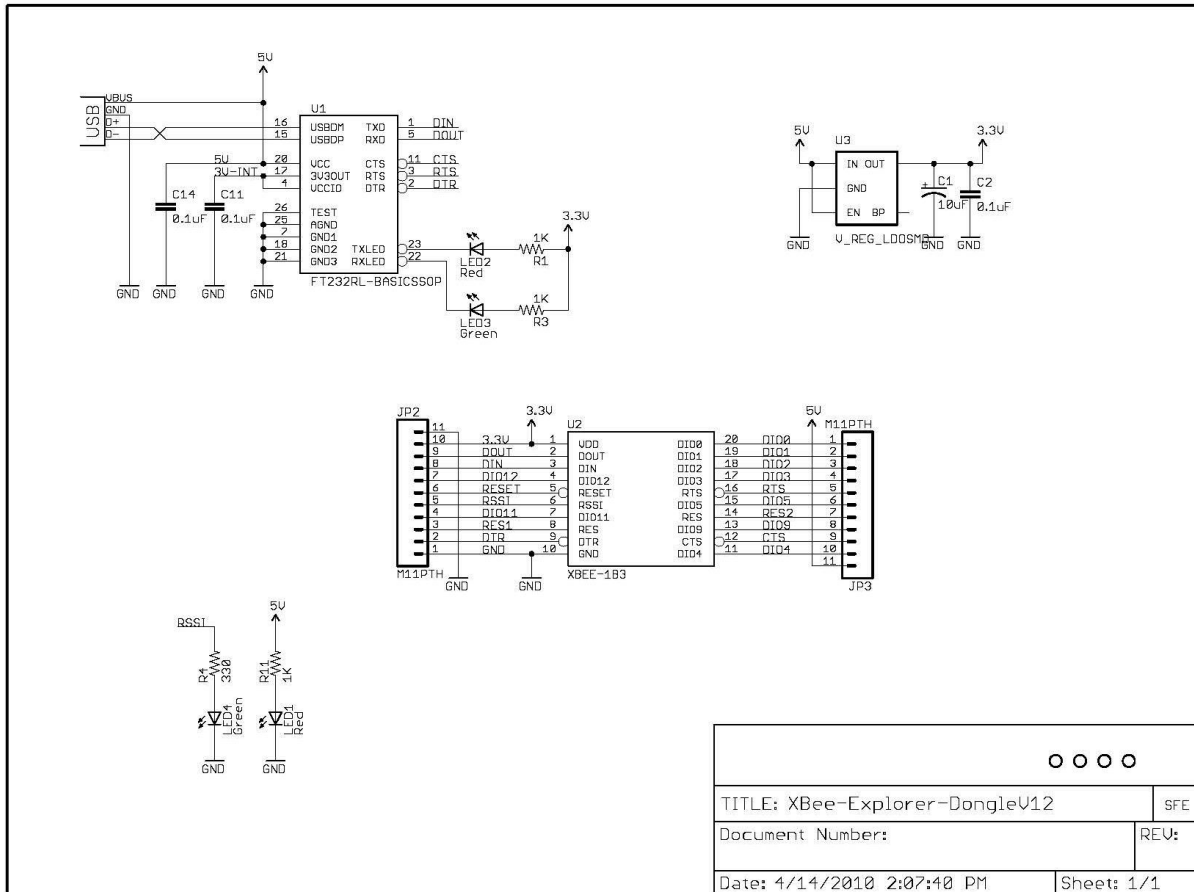 5V
VBUS
GND
D+
D-
USB
U1
16 USBDM TXD 1 DIN
15 USBDP RXD 5 DOUT
5V 20 VCC CTS 11 CTS
3V-INT 17 3V3OUT RTS 3 RTS
4 VCCIO DTR 2 DTR
C14
0.1uF
C11
0.1uF
26 TEST
25 AGND
7 GND1
18 GND2 TXLED 23
21 GND3 RXLED 22
FT232RL-BASICSSOP
GND GND GND GND
3.3V
1K
R1
LED2
Red
1K
R3
LED3
Green
5V
U3
3.3V
IN OUT
GND
EN BP
C1
10uF
C2
0.1uF
GND
V_REG_LDOSMD
GND GND
JP2
3.3V
U2
5V
M11PTH
11
10 3.3V 1 VDD DIO0 20 DIO0 1
9 DOUT 2 DOUT DIO1 19 DIO1 2
8 DIN 3 DIN DIO2 18 DIO2 3
7 DIO12 4 DIO12 DIO3 17 DIO3 4
6 RESET 5 RESET RTS 16 RTS 5
5 RSSI 6 RSSI DIO5 15 DIO5 6
4 DIO11 7 DIO11 RES 14 RES2 7
3 RES1 8 RES DIO9 13 DIO9 8
2 DTR 9 DTR CTS 12 CTS 9
1 GND 10 GND DIO4 11 DIO4 10
11
M11PTH
GND
GND
XBEE-1B3
JP3
RSSI
R4
330
LED4
Green
GND
5V
R11
1K
LED1
Red
GND
TITLE: XBee-Explorer-DongleV12
SFE
Document Number:
REV:
Date: 4/14/2010 2:07:40 PM
Sheet: 1/1